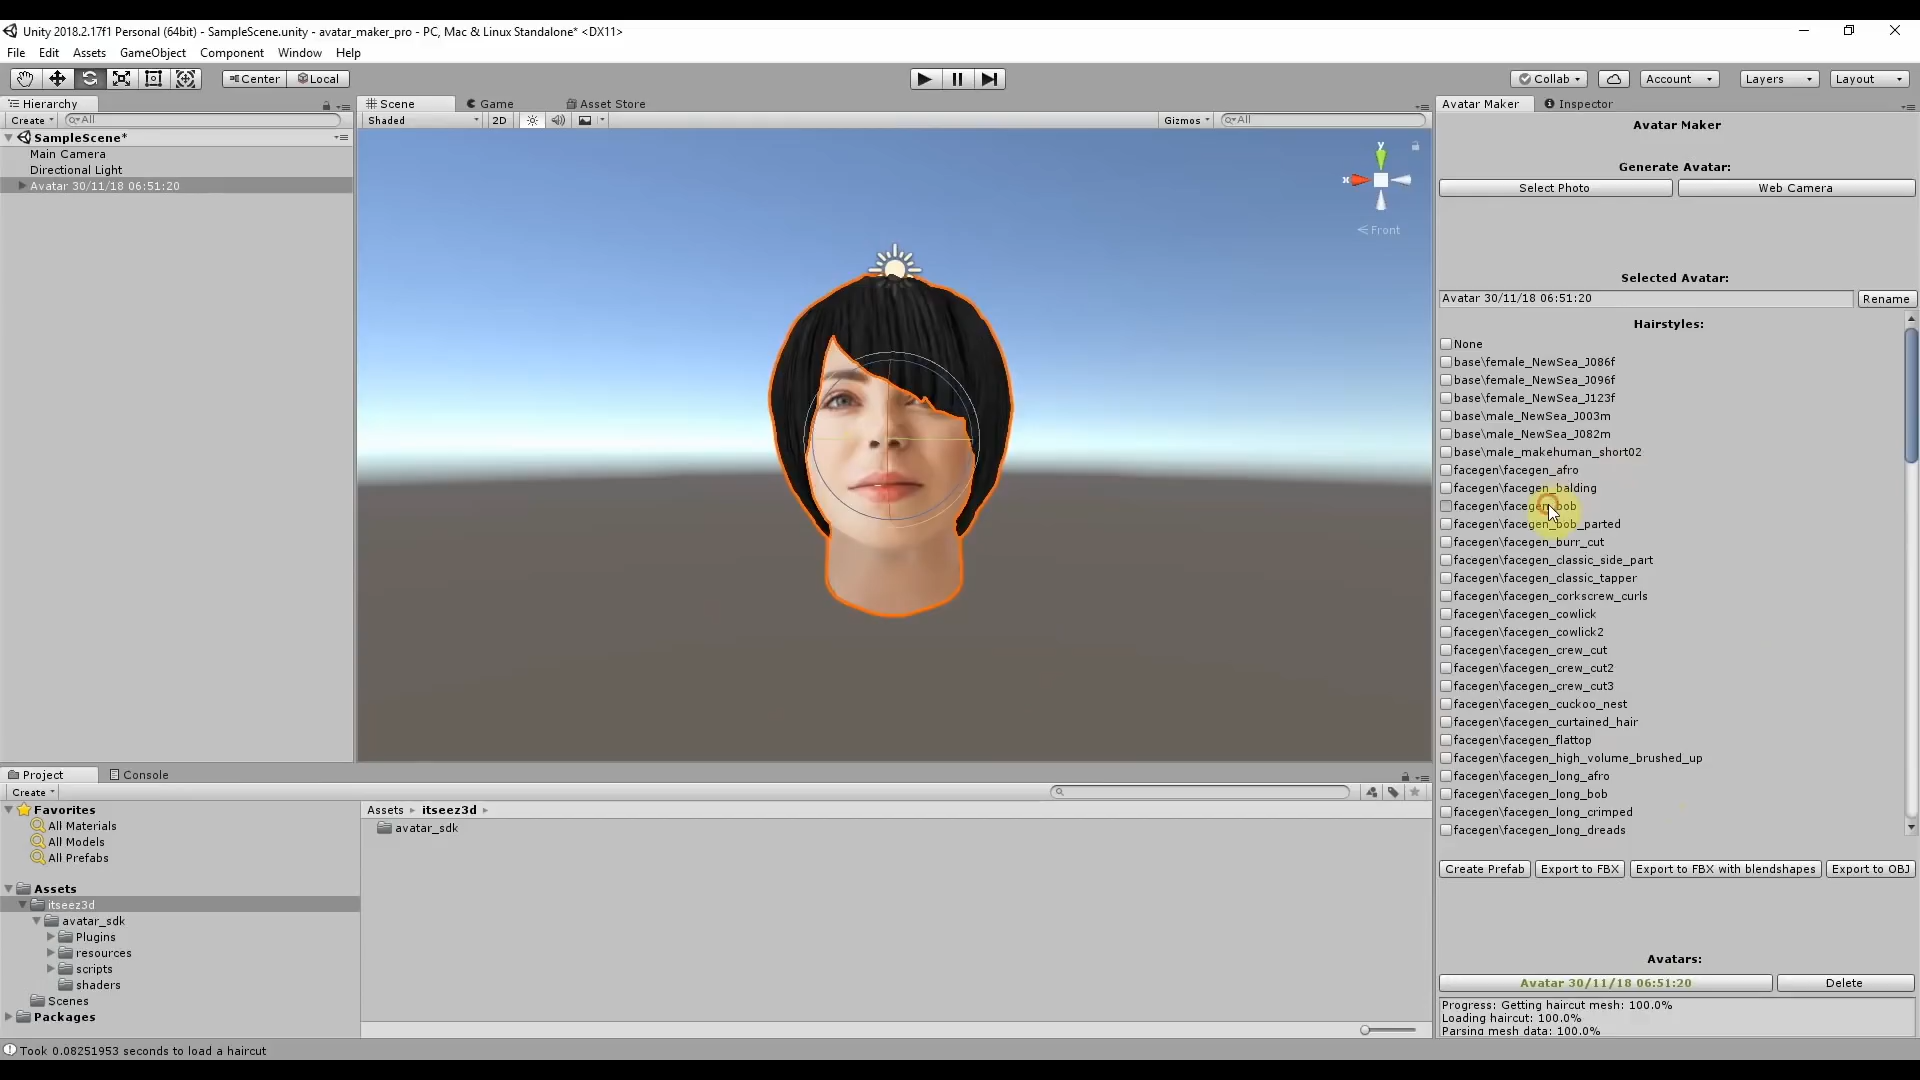 Unity 2018.2.17f1 Personal (64bit) - SampleScene.unity - avatar_maker_pro - PC, Mac & Linux Standalone* <DX11>
File Edit Assets GameObject Component Window Help
Center Local Collab Account Layers Layout
Hierarchy
Create All
SampleScene*
Main Camera
Directional Light
Avatar 30/11/18 06:51:20
Scene Game Asset Store
Shaded 2D Gizmos All
y
x
Front
Avatar Maker Inspector
Avatar Maker
Generate Avatar:
Select Photo Web Camera
Selected Avatar:
Avatar 30/11/18 06:51:20 Rename
Hairstyles:
None
base\female_NewSea_J086f
base\female_NewSea_J096f
base\female_NewSea_J123f
base\male_NewSea_J003m
base\male_NewSea_J082m
base\male_makehuman_short02
facegen\facegen_afro
facegen\facegen_balding
facegen\facegen_bob
facegen\facegen_bob_parted
facegen\facegen_burr_cut
facegen\facegen_classic_side_part
facegen\facegen_classic_tapper
facegen\facegen_corkscrew_curls
facegen\facegen_cowlick
facegen\facegen_cowlick2
facegen\facegen_crew_cut
facegen\facegen_crew_cut2
facegen\facegen_crew_cut3
facegen\facegen_cuckoo_nest
facegen\facegen_curtained_hair
facegen\facegen_flattop
facegen\facegen_high_volume_brushed_up
facegen\facegen_long_afro
facegen\facegen_long_bob
facegen\facegen_long_crimped
facegen\facegen_long_dreads
Create Prefab Export to FBX Export to FBX with blendshapes Export to OBJ
Avatars:
Avatar 30/11/18 06:51:20 Delete
Progress: Getting haircut mesh: 100.0%
Loading haircut: 100.0%
Parsing mesh data: 100.0%
Project Console
Create
Favorites
All Materials
All Models
All Prefabs
Assets
itseez3d
avatar_sdk
Plugins
resources
scripts
shaders
Scenes
Packages
Assets itseez3d
avatar_sdk
Took 0.08251953 seconds to load a haircut